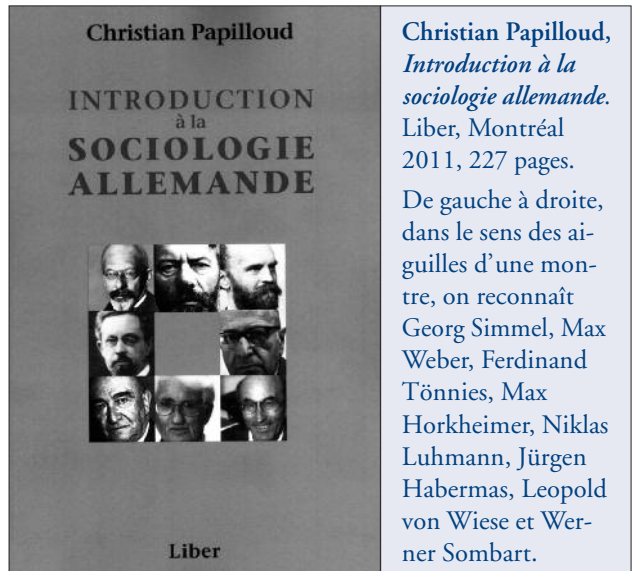 Christian Papilloud
INTRODUCTION
à la
SOCIOLOGIE
ALLEMANDE
Liber
Christian Papilloud,
Introduction à la
sociologie allemande.
Liber, Montréal
2011, 227 pages.
De gauche à droite,
dans le sens des ai-
guilles d'une mon-
tre, on reconnaît
Georg Simmel, Max
Weber, Ferdinand
Tönnies, Max
Horkheimer, Niklas
Luhmann, Jürgen
Habermas, Leopold
von Wiese et Wer-
ner Sombart.